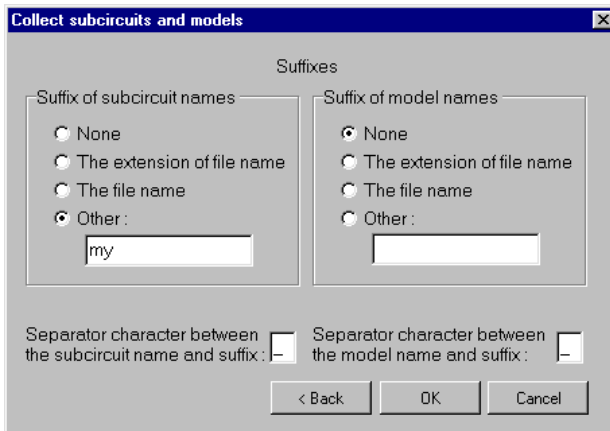 Collect subcircuits and models
Suffixes
Suffix of subcircuit names
None
The extension of file name
The file name
Other :
my
Suffix of model names
None
The extension of file name
The file name
Other :
Separator character between
the subcircuit name and suffix : _
Separator character between
the model name and suffix : _
< Back
OK
Cancel